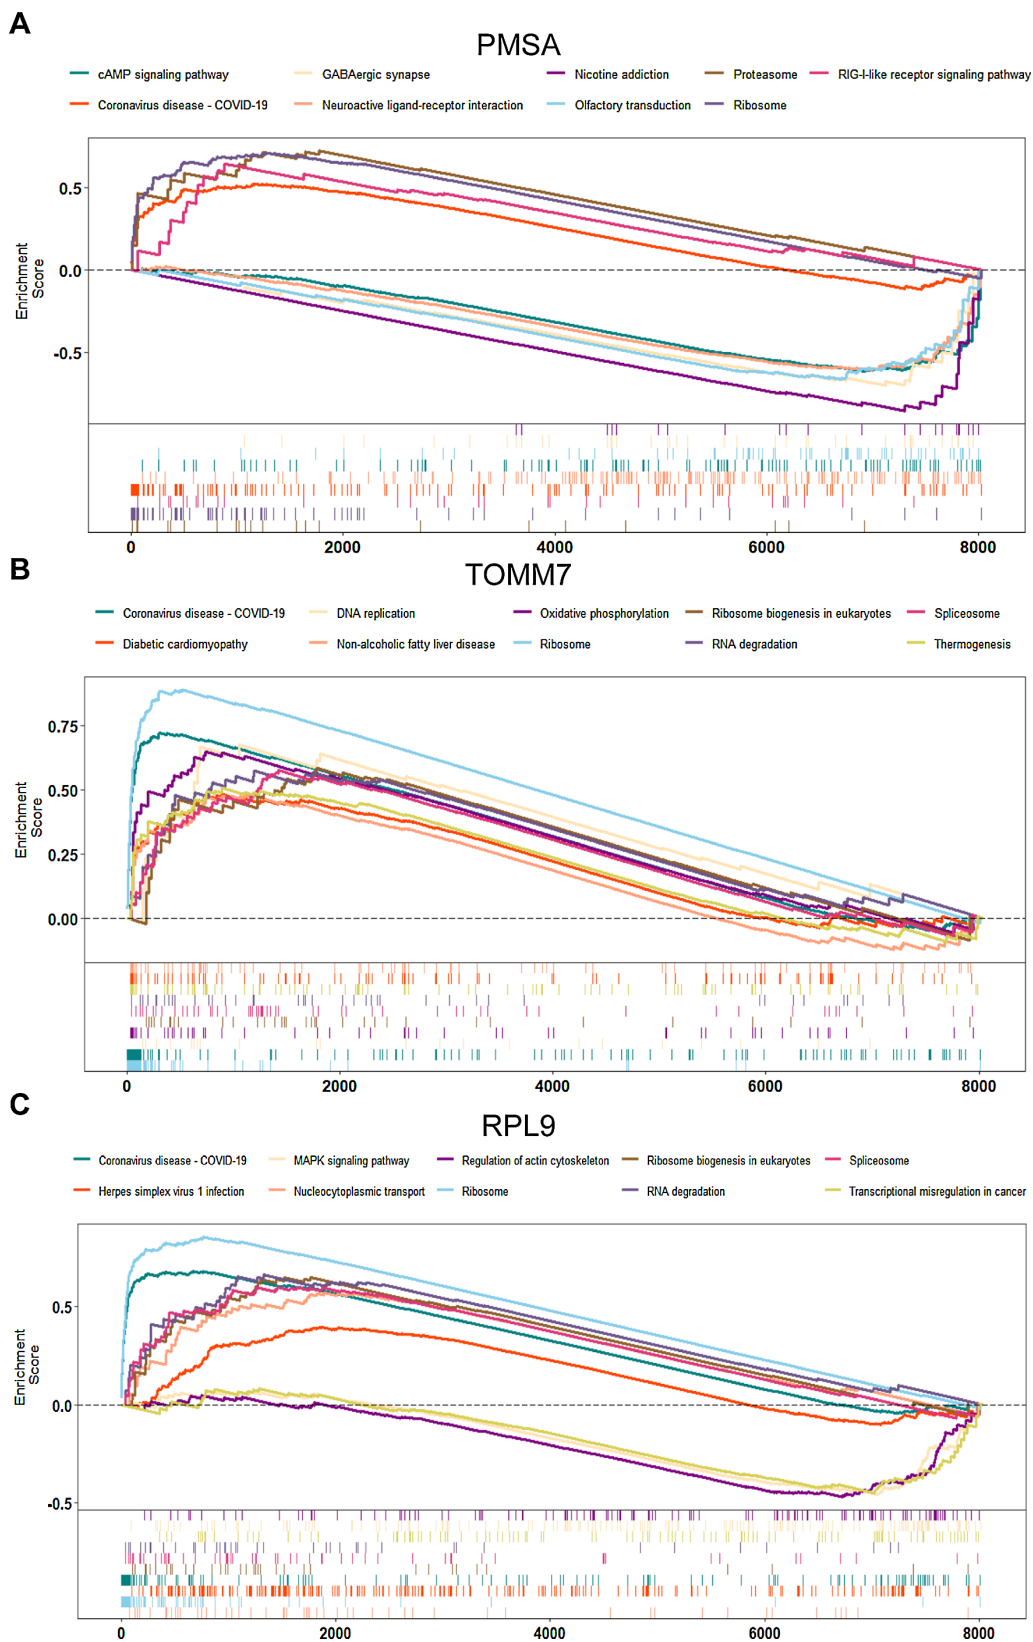 A
PMSA
cAMP signaling pathway GABAergic synapse Nicotine addiction Proteasome RIG-I-like receptor signaling pathway
Coronavirus disease - COVID-19 Neuroactive ligand-receptor interaction Olfactory transduction Ribosome
Enrichment
Score
0.5
0.0
-0.5
0 2000 4000 6000 8000
B
TOMM7
Coronavirus disease - COVID-19 DNA replication Oxidative phosphorylation Ribosome biogenesis in eukaryotes Spliceosome
Diabetic cardiomyopathy Non-alcoholic fatty liver disease Ribosome RNA degradation Thermogenesis
Enrichment
Score
0.75
0.50
0.25
0.00
0 2000 4000 6000 8000
C
RPL9
Coronavirus disease - COVID-19 MAPK signaling pathway Regulation of actin cytoskeleton Ribosome biogenesis in eukaryotes Spliceosome
Herpes simplex virus 1 infection Nucleocytoplasmic transport Ribosome RNA degradation Transcriptional misregulation in cancer
Enrichment
Score
0.5
0.0
-0.5
0 2000 4000 6000 8000